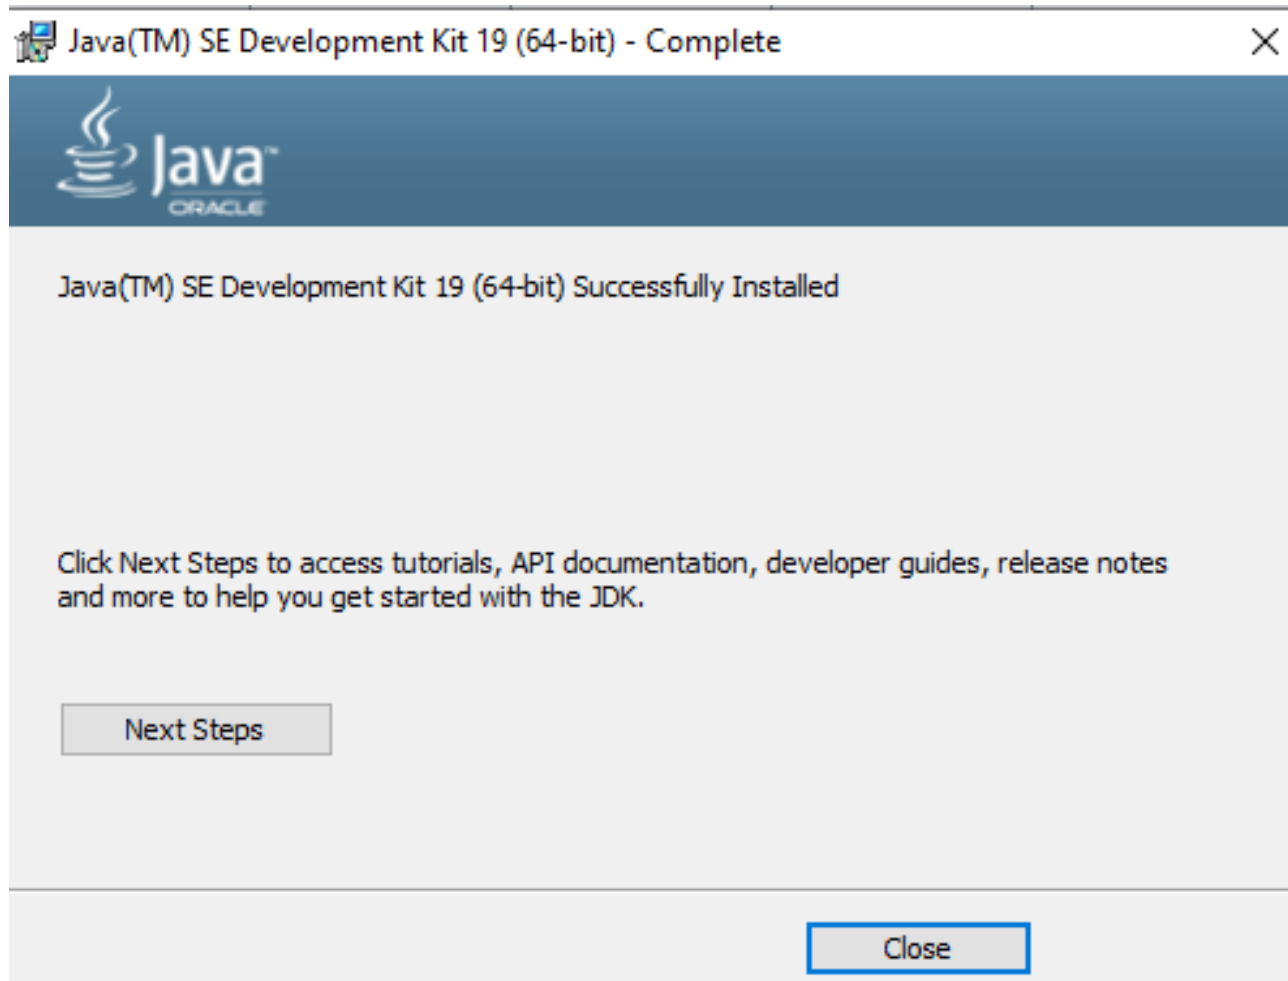 Java(TM) SE Development Kit 19 (64-bit) - Complete
Java™
ORACLE
Java(TM) SE Development Kit 19 (64-bit) Successfully Installed
Click Next Steps to access tutorials, API documentation, developer guides, release notes
and more to help you get started with the JDK.
Next Steps
Close